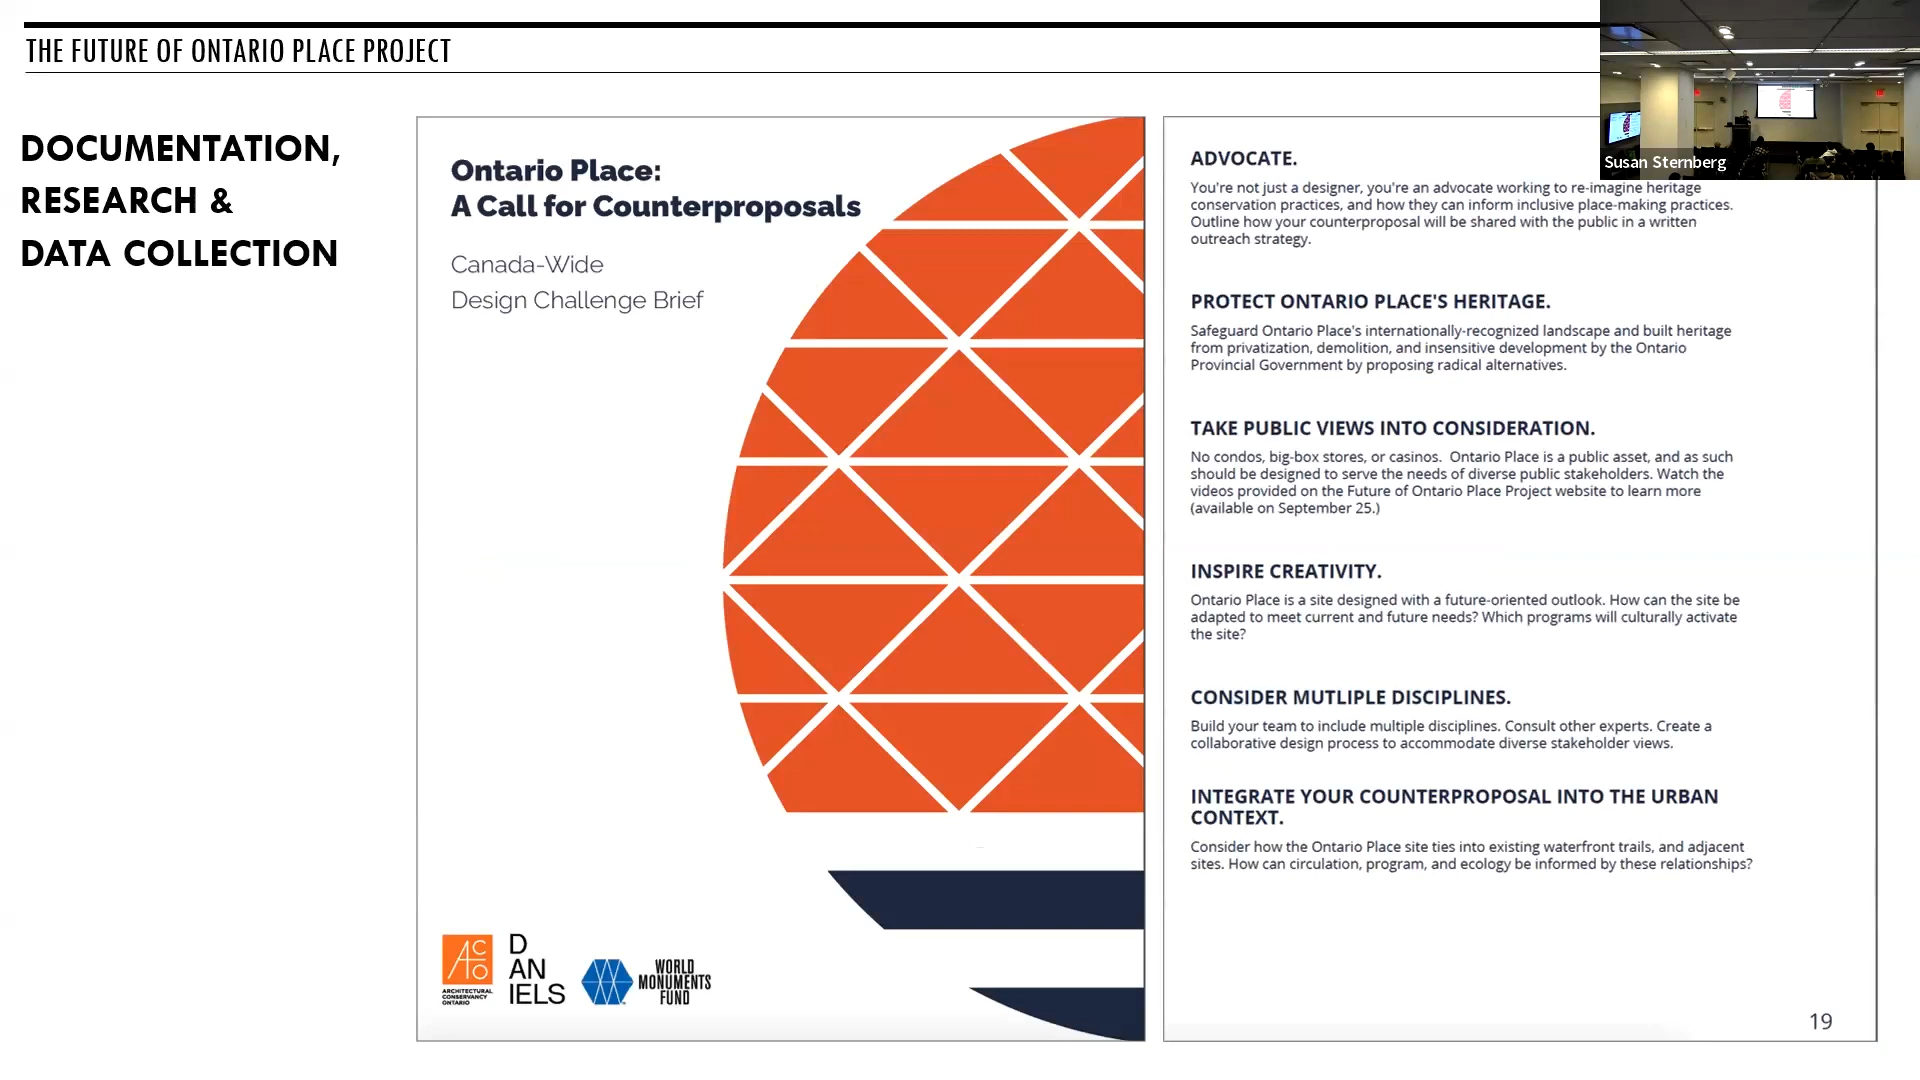 THE FUTURE OF ONTARIO PLACE PROJECT
DOCUMENTATION,
RESEARCH &
DATA COLLECTION
Ontario Place:
A Call for Counterproposals
Canada-Wide
Design Challenge Brief
ACO
ARCHITECTURAL
CONSERVANCY
ONTARIO
D
AN
IELS
WORLD
MONUMENTS
FUND
Susan Sternberg
ADVOCATE.
You're not just a designer, you're an advocate working to re-imagine heritage
conservation practices, and how they can inform inclusive place-making practices.
Outline how your counterproposal will be shared with the public in a written
outreach strategy.
PROTECT ONTARIO PLACE'S HERITAGE.
Safeguard Ontario Place's internationally-recognized landscape and built heritage
from privatization, demolition, and insensitive development by the Ontario
Provincial Government by proposing radical alternatives.
TAKE PUBLIC VIEWS INTO CONSIDERATION.
No condos, big-box stores, or casinos.  Ontario Place is a public asset, and as such
should be designed to serve the needs of diverse public stakeholders. Watch the
videos provided on the Future of Ontario Place Project website to learn more
(available on September 25.)
INSPIRE CREATIVITY.
Ontario Place is a site designed with a future-oriented outlook. How can the site be
adapted to meet current and future needs? Which programs will culturally activate
the site?
CONSIDER MUTLIPLE DISCIPLINES.
Build your team to include multiple disciplines. Consult other experts. Create a
collaborative design process to accommodate diverse stakeholder views.
INTEGRATE YOUR COUNTERPROPOSAL INTO THE URBAN
CONTEXT.
Consider how the Ontario Place site ties into existing waterfront trails, and adjacent
sites. How can circulation, program, and ecology be informed by these relationships?
19